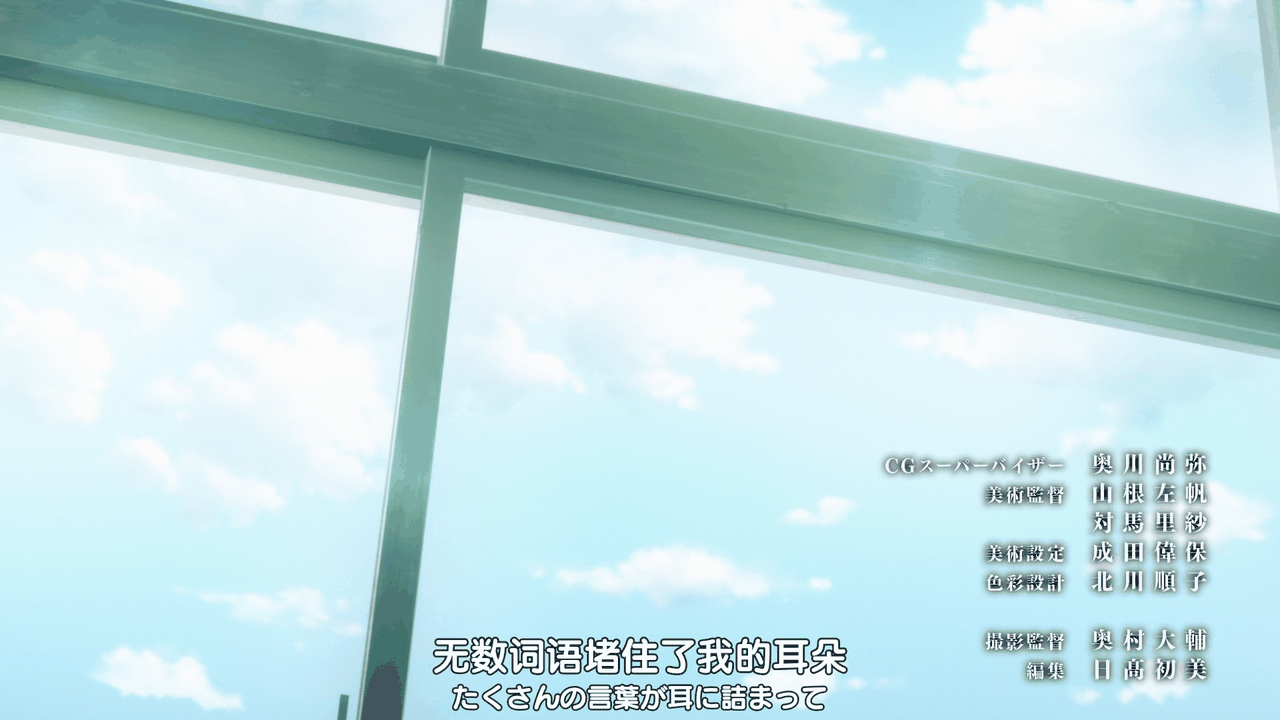 CGスーパーバイザー 奥川尚弥
美術監督 山根左帆
対馬里紗
美術設定 成田偉保
色彩設計 北川順子
撮影監督 奥村大輔
編集 日髙初美
无数词语堵住了我的耳朵
たくさんの言葉が耳に詰まって